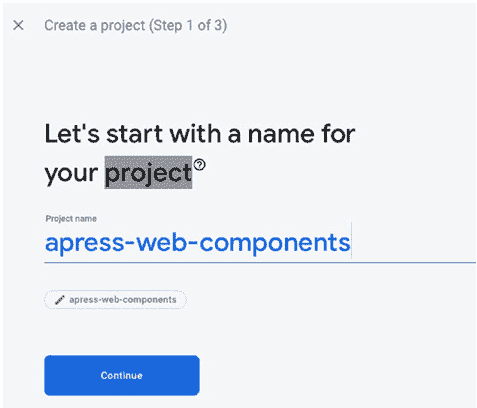 Create a project (Step 1 of 3)
Let's start with a name for
your project
Project name
apress-web-components
apress-web-components
Continue